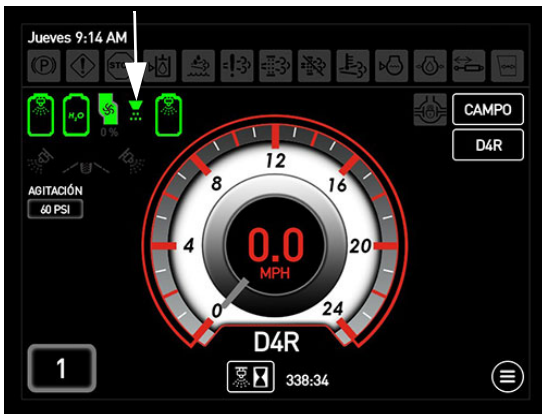 Jueves 9:14 AM
(P)
STOP
H₂O
0 %
CAMPO
D4R
AGITACIÓN
60 PSI
0
4
8
12
16
20
24
0.0
MPH
D4R
1
338:34